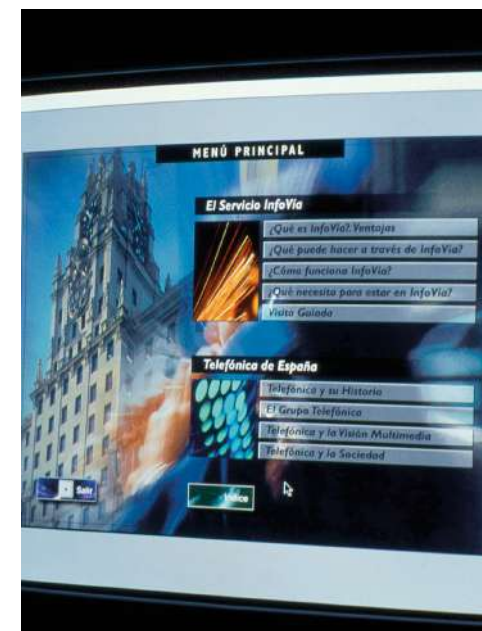 MENÚ PRINCIPAL
El Servicio InfoVía
¿Qué es InfoVía?. Ventajas
¿Qué puede hacer a través de InfoVía?
¿Cómo funciona InfoVía?
¿Qué necesita para estar en InfoVía?
Visita Guiada
Telefónica de España
Telefónica y su Historia
El Grupo Telefónica
Telefónica y la Visión Multimedia
Telefónica y la Sociedad
Salir
Indice